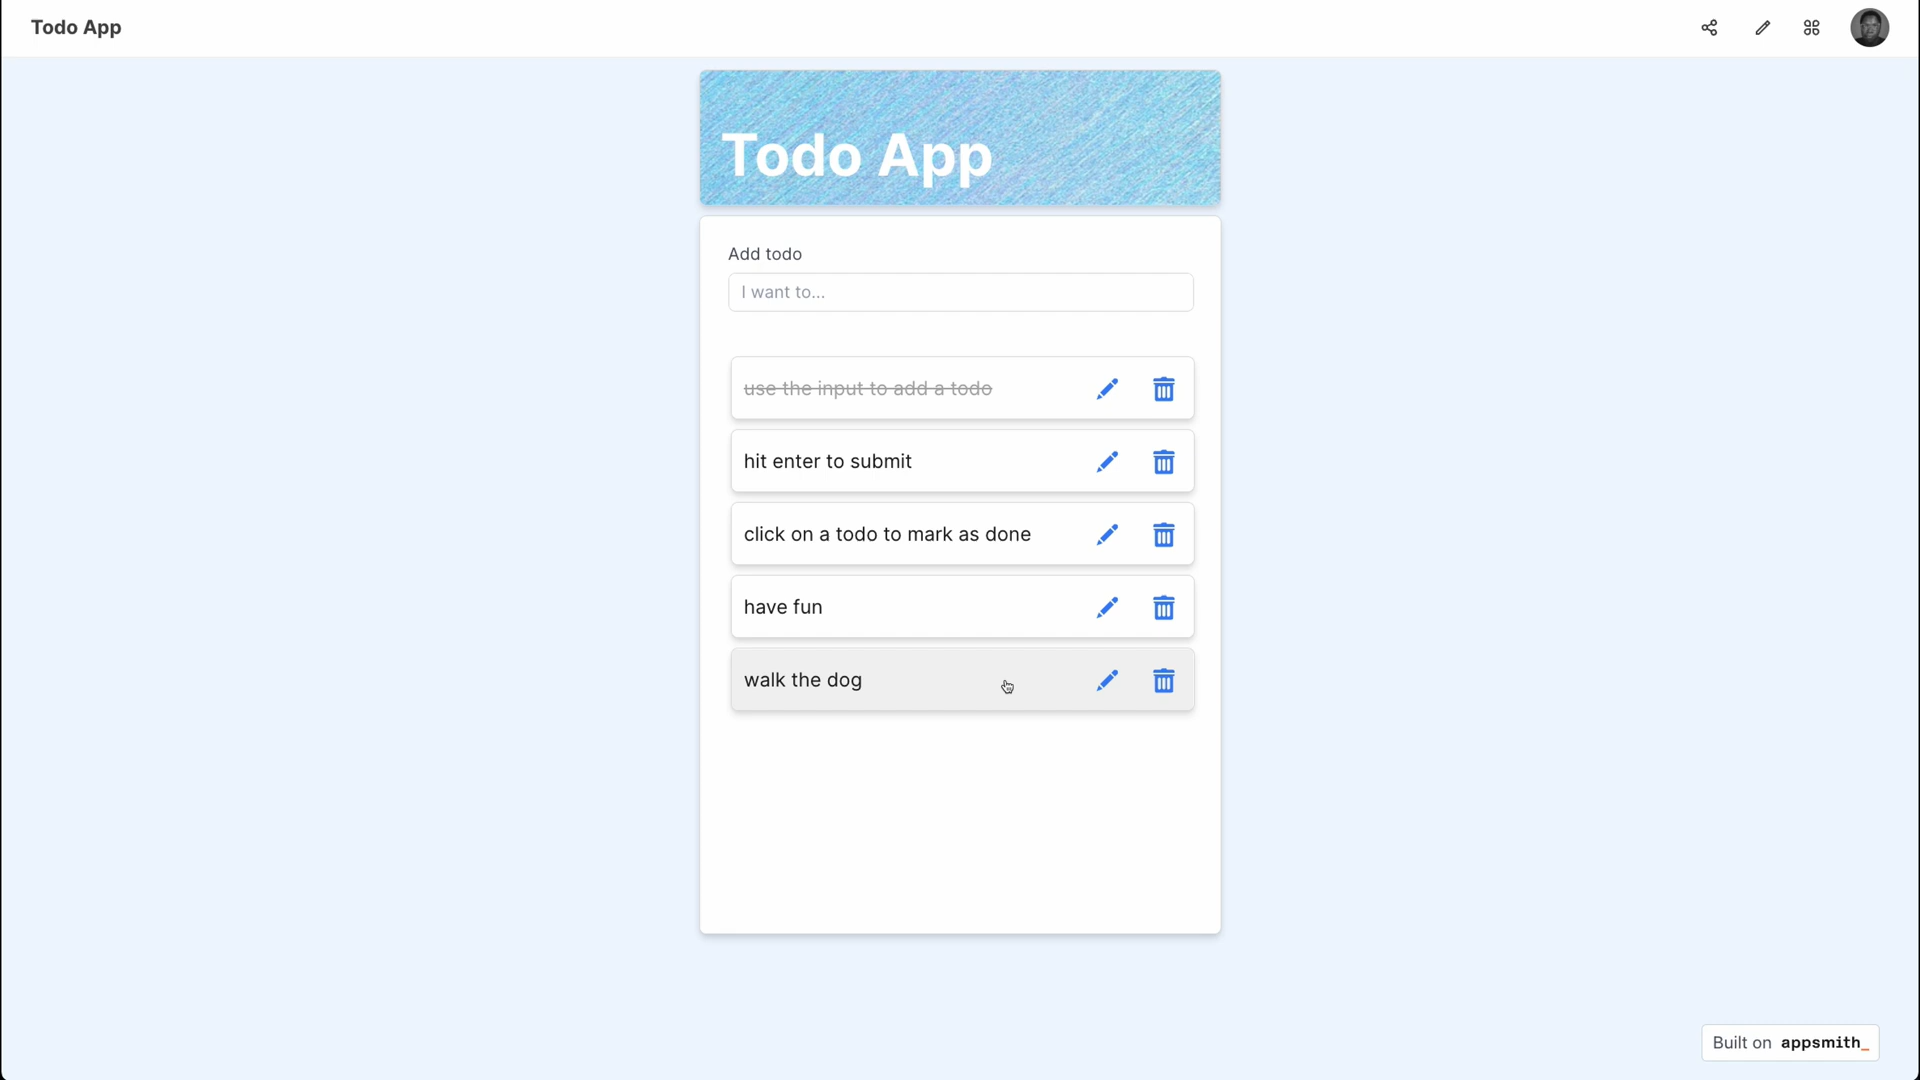 Todo App
Todo App
Add todo
I want to...
use the input to add a todo
hit enter to submit
click on a todo to mark as done
have fun
walk the dog
Built on appsmith_